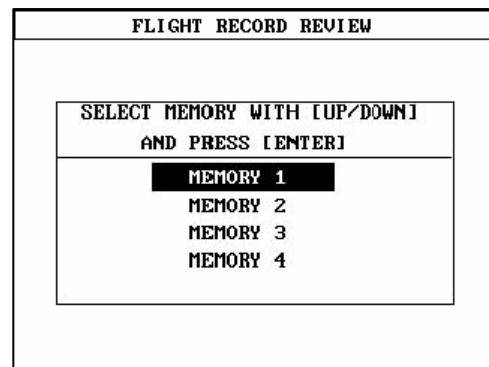 FLIGHT RECORD REVIEW
SELECT MEMORY WITH [UP/DOWN]
AND PRESS [ENTER]
MEMORY 1
MEMORY 2
MEMORY 3
MEMORY 4